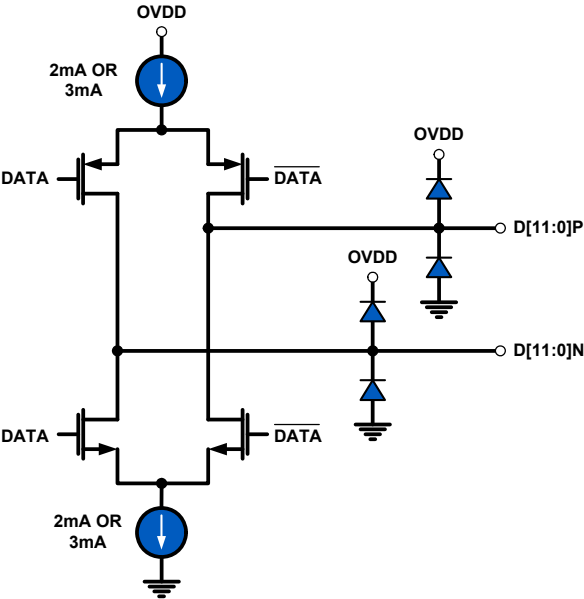 OVDD
2mA OR
3mA
OVDD
DATA
DATA
D[11:0]P
OVDD
D[11:0]N
DATA
DATA
2mA OR
3mA